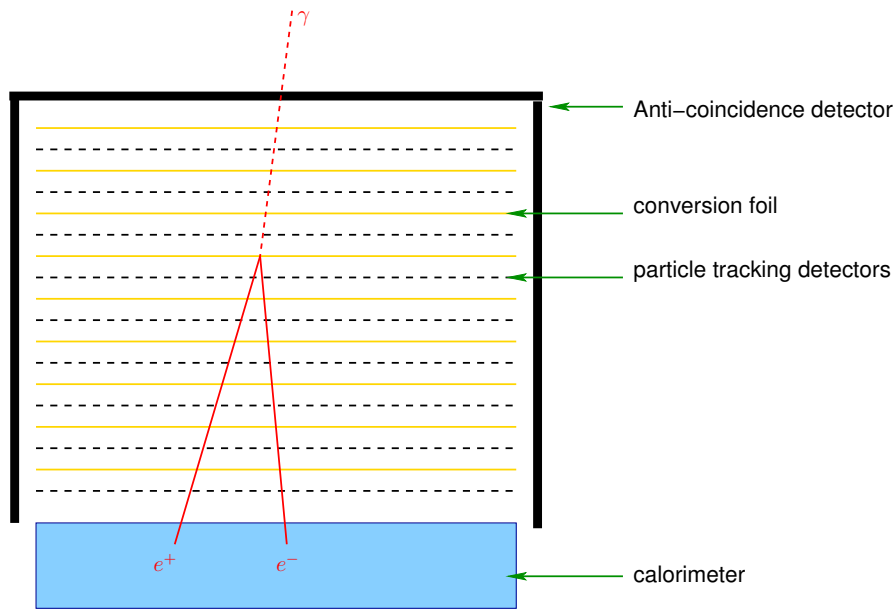 γ
Anti−coincidence detector
conversion foil
particle tracking detectors
e⁺ e⁻
calorimeter